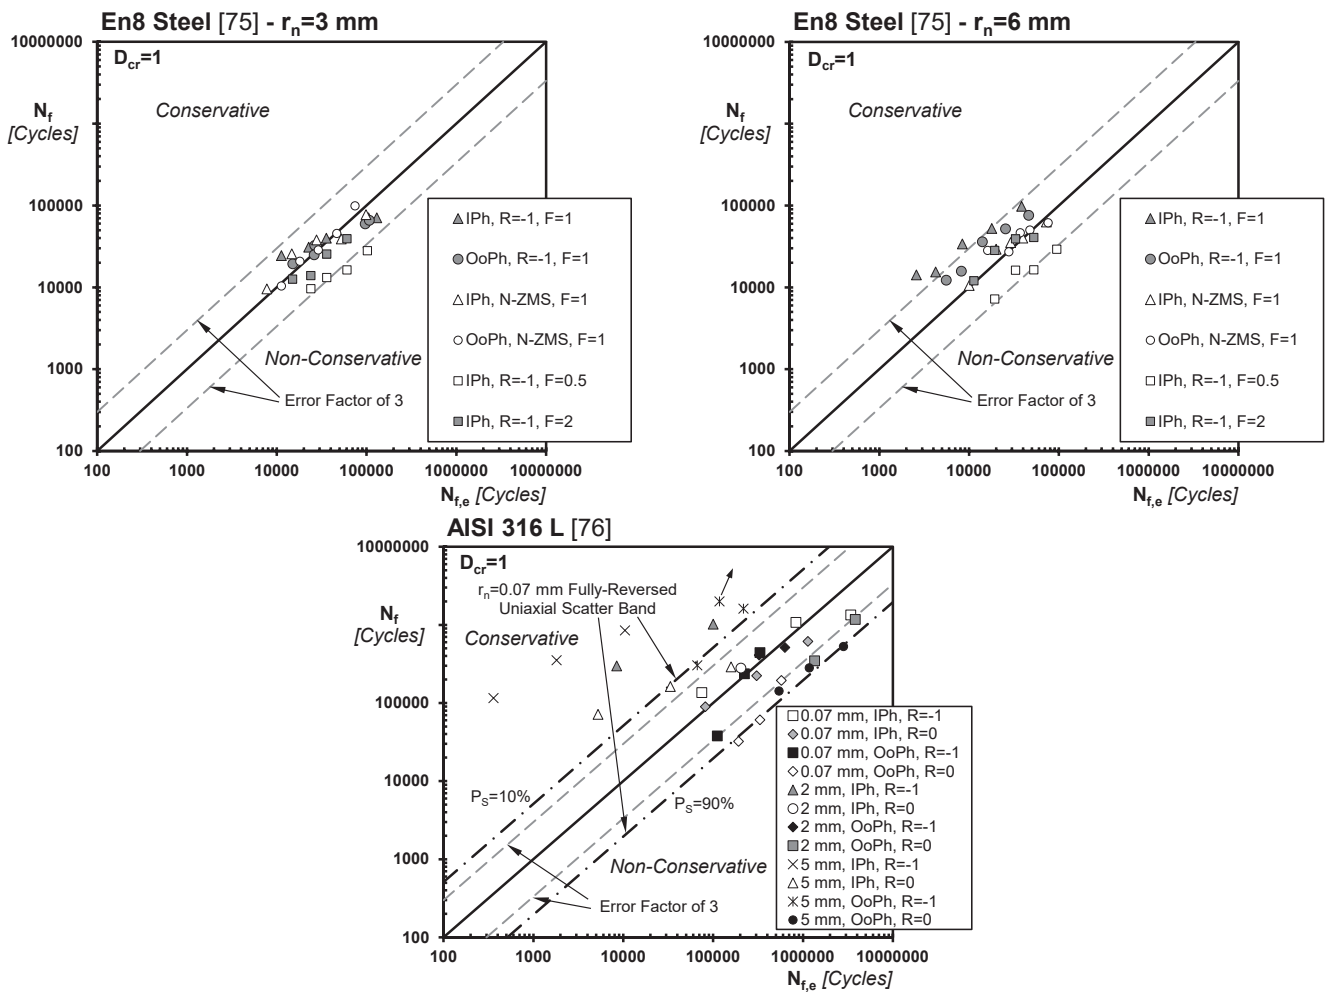 En8 Steel [75] - rn=3 mm
10000000
Dcr=1
Nf
[Cycles]
Conservative
100000
10000
1000
100
Non-Conservative
Error Factor of 3
IPh, R=-1, F=1
OoPh, R=-1, F=1
IPh, N-ZMS, F=1
OoPh, N-ZMS, F=1
IPh, R=-1, F=0.5
IPh, R=-1, F=2
100 1000 10000 100000 1000000 10000000
Nf,e [Cycles]
En8 Steel [75] - rn=6 mm
10000000
Dcr=1
Nf
[Cycles]
Conservative
100000
10000
1000
100
Non-Conservative
Error Factor of 3
IPh, R=-1, F=1
OoPh, R=-1, F=1
IPh, N-ZMS, F=1
OoPh, N-ZMS, F=1
IPh, R=-1, F=0.5
IPh, R=-1, F=2
100 1000 10000 100000 1000000 10000000
Nf,e [Cycles]
AISI 316 L [76]
10000000
Dcr=1
rn=0.07 mm Fully-Reversed
Uniaxial Scatter Band
Nf
[Cycles]
Conservative
100000
10000
1000
100
PS=10%
PS=90%
Non-Conservative
Error Factor of 3
0.07 mm, IPh, R=-1
0.07 mm, IPh, R=0
0.07 mm, OoPh, R=-1
0.07 mm, OoPh, R=0
2 mm, IPh, R=-1
2 mm, IPh, R=0
2 mm, OoPh, R=-1
2 mm, OoPh, R=0
5 mm, IPh, R=-1
5 mm, IPh, R=0
5 mm, OoPh, R=-1
5 mm, OoPh, R=0
100 1000 10000 100000 1000000 10000000
Nf,e [Cycles]